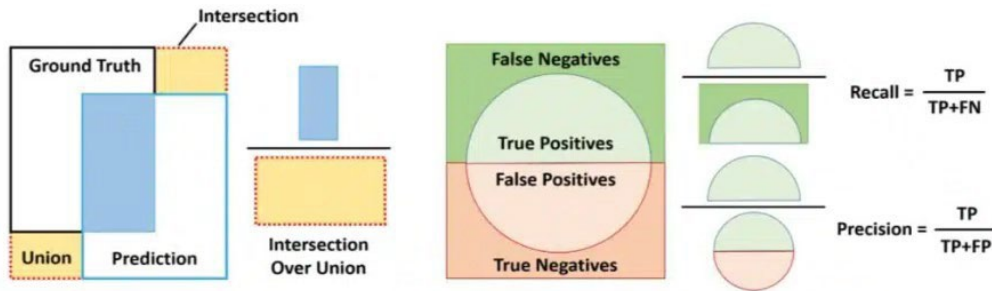 Intersection
Ground Truth
Union
Prediction
Intersection
Over Union
False Negatives
True Positives
False Positives
True Negatives
Recall = TP
TP+FN
Precision = TP
TP+FP